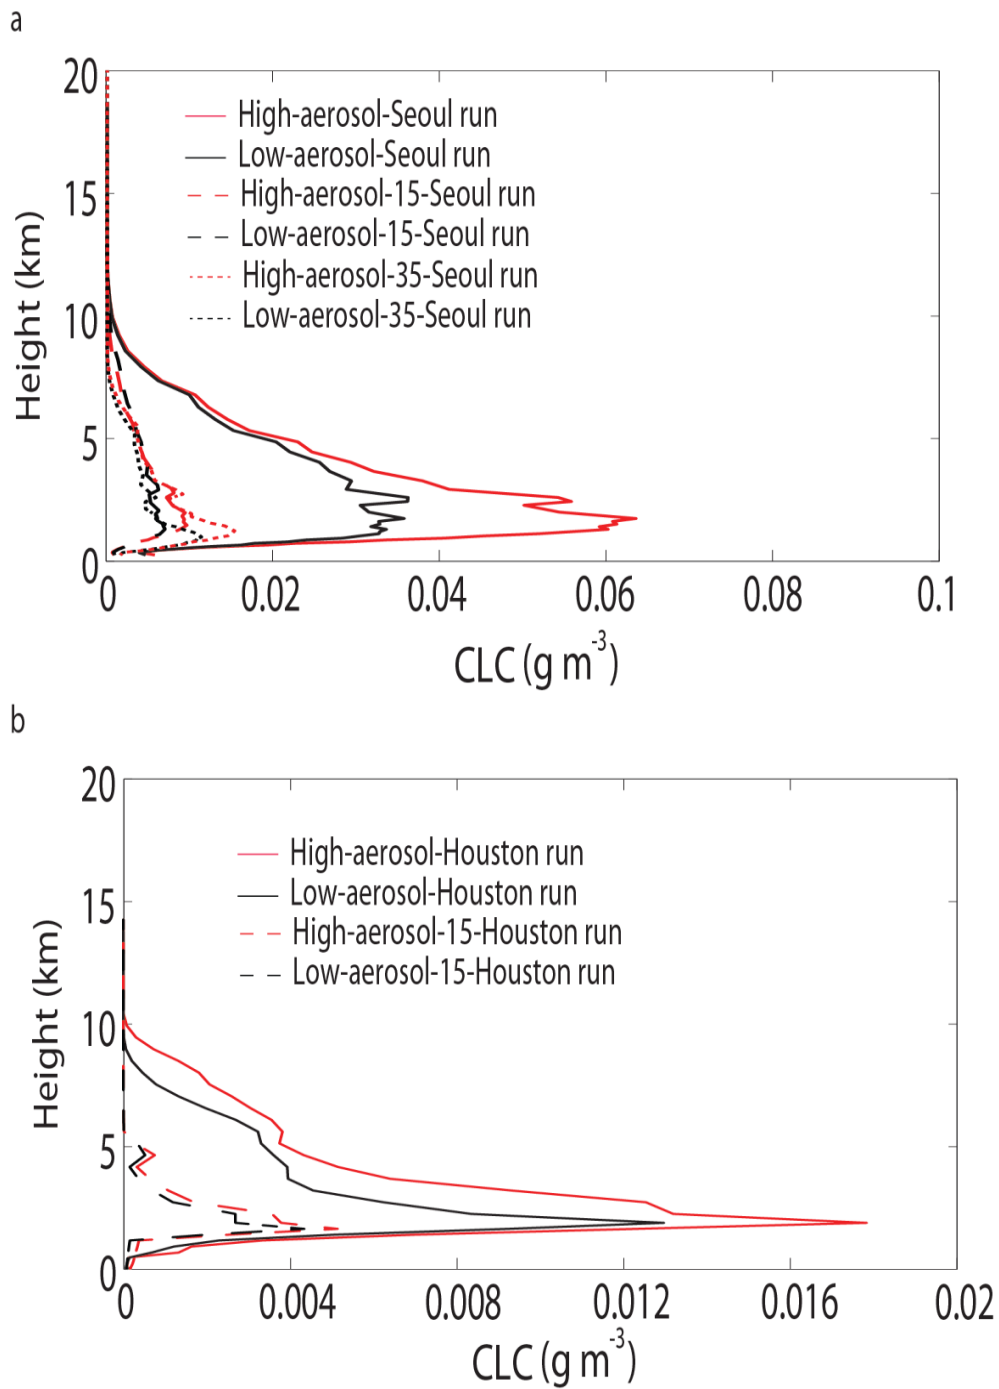 a
20
15
10
5
0
Height (km)
High-aerosol-Seoul run
Low-aerosol-Seoul run
High-aerosol-15-Seoul run
Low-aerosol-15-Seoul run
High-aerosol-35-Seoul run
Low-aerosol-35-Seoul run
0 0.02 0.04 0.06 0.08 0.1
CLC (g m⁻³)
b
20
15
10
5
0
Height (km)
High-aerosol-Houston run
Low-aerosol-Houston run
High-aerosol-15-Houston run
Low-aerosol-15-Houston run
0 0.004 0.008 0.012 0.016 0.02
CLC (g m⁻³)